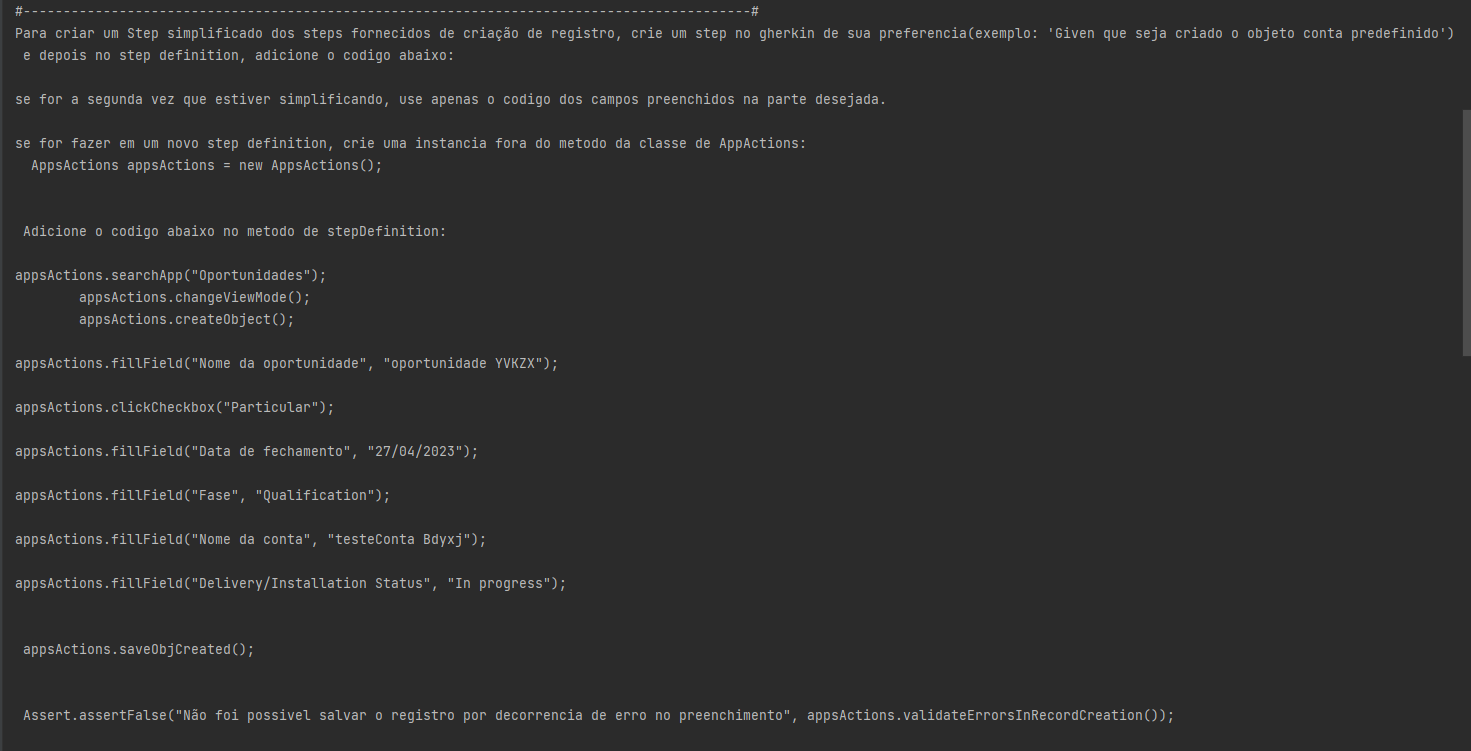 #-------------------------------------------------------------------------------------------#
Para criar um Step simplificado dos steps fornecidos de criação de registro, crie um step no gherkin de sua preferencia(exemplo: 'Given que seja criado o objeto conta predefinido')
e depois no step definition, adicione o codigo abaixo:
se for a segunda vez que estiver simplificando, use apenas o codigo dos campos preenchidos na parte desejada.
se for fazer em um novo step definition, crie uma instancia fora do metodo da classe de AppActions:
AppsActions appsActions = new AppsActions();
Adicione o codigo abaixo no metodo de stepDefinition:
appsActions.searchApp("Oportunidades");
appsActions.changeViewMode();
appsActions.createObject();
appsActions.fillField("Nome da oportunidade", "oportunidade YVKZX");
appsActions.clickCheckbox("Particular");
appsActions.fillField("Data de fechamento", "27/04/2023");
appsActions.fillField("Fase", "Qualification");
appsActions.fillField("Nome da conta", "testeConta Bdyxj");
appsActions.fillField("Delivery/Installation Status", "In progress");
appsActions.saveObjCreated();
Assert.assertFalse("Não foi possivel salvar o registro por decorrencia de erro no preenchimento", appsActions.validateErrorsInRecordCreation());